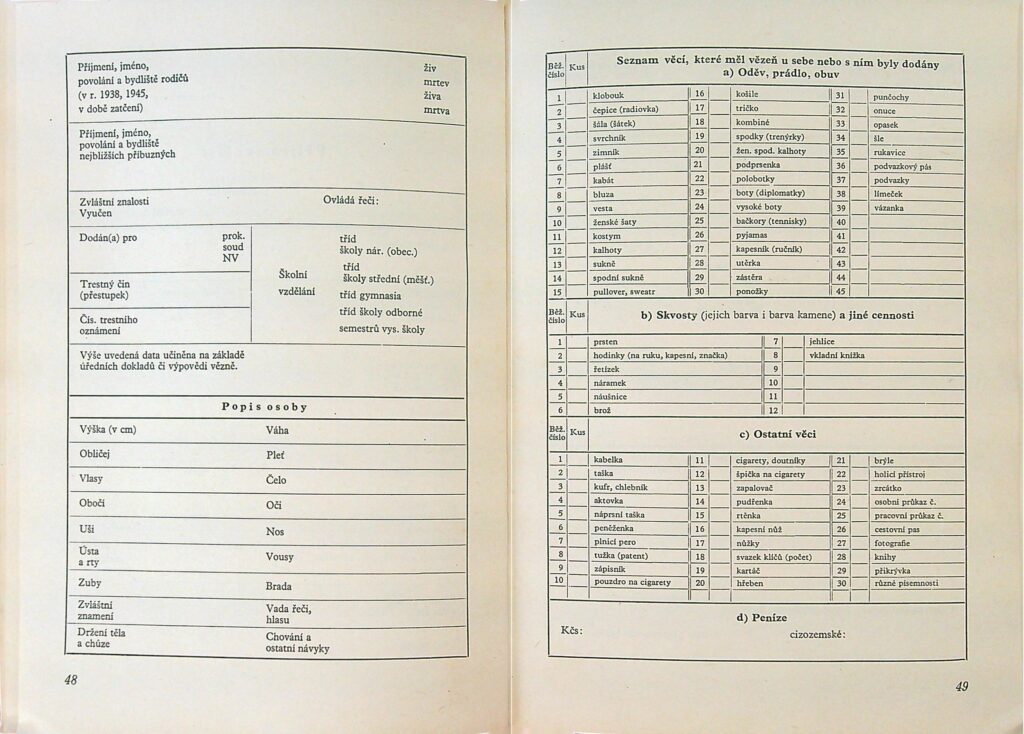 Příjmení, jméno, živ
povolání a bydliště rodičů mrtev
(v r. 1938, 1945, živa
v době zatčení) mrtva
Příjmení, jméno,
povolání a bydliště
nejbližších příbuzných
Zvláštní znalosti Ovládá řeči:
Vyučen
Dodán(a) pro prok.
soud
NV
Trestný čin
(přestupek)
Čís. trestního
oznámení
Školní
vzdělání
tříd
školy nár. (obec.)
tříd
školy střední (měšť.)
tříd gymnasia
tříd školy odborné
semestrů vys. školy
Výše uvedená data učiněna na základě
úředních dokladů či výpovědi vězně.
Popis osoby
Výška (v cm) Váha
Obličej Pleť
Vlasy Čelo
Obočí Oči
Uši Nos
Ústa
a rty Vousy
Zuby Brada
Zvláštní Vada řeči,
znamení hlasu
Držení těla Chování a
a chůze ostatní návyky
48
Běž. číslo Kus Seznam věcí, které měl vězeň u sebe nebo s ním byly dodány
a) Oděv, prádlo, obuv
1 klobouk 16 košile 31 punčochy
2 čepice (radiovka) 17 tričko 32 onuce
3 šála (šátek) 18 kombiné 33 opasek
4 svrchník 19 spodky (trenýrky) 34 šle
5 zimník 20 žen. spod. kalhoty 35 rukavice
6 plášť 21 podprsenka 36 podvazkový pás
7 kabát 22 polobotky 37 podvazky
8 bluza 23 boty (diplomatky) 38 límeček
9 vesta 24 vysoké boty 39 vázanka
10 ženské šaty 25 bačkory (tennisky) 40
11 kostym 26 pyjamas 41
12 kalhoty 27 kapesník (ručník) 42
13 sukně 28 utěrka 43
14 spodní sukně 29 zástěra 44
15 pullover, sweatr 30 ponožky 45
Běž. číslo Kus b) Skvosty (jejich barva i barva kamene) a jiné cennosti
1 prsten 7 jehlice
2 hodinky (na ruku, kapesní, značka) 8 vkladní knížka
3 řetízek 9
4 náramek 10
5 náušnice 11
6 brož 12
Běž. číslo Kus c) Ostatní věci
1 kabelka 11 cigarety, doutníky 21 brýle
2 taška 12 špička na cigarety 22 holicí přístroj
3 kufr, chlebník 13 zapalovač 23 zrcátko
4 aktovka 14 pudřenka 24 osobní průkaz č.
5 náprsní taška 15 rtěnka 25 pracovní průkaz č.
6 peněženka 16 kapesní nůž 26 cestovní pas
7 plnicí pero 17 nůžky 27 fotografie
8 tužka (patent) 18 svazek klíčů (počet) 28 knihy
9 zápisník 19 kartáč 29 přikrývka
10 pouzdro na cigarety 20 hřeben 30 různé písemnosti
d) Peníze
Kčs: cizozemské:
49